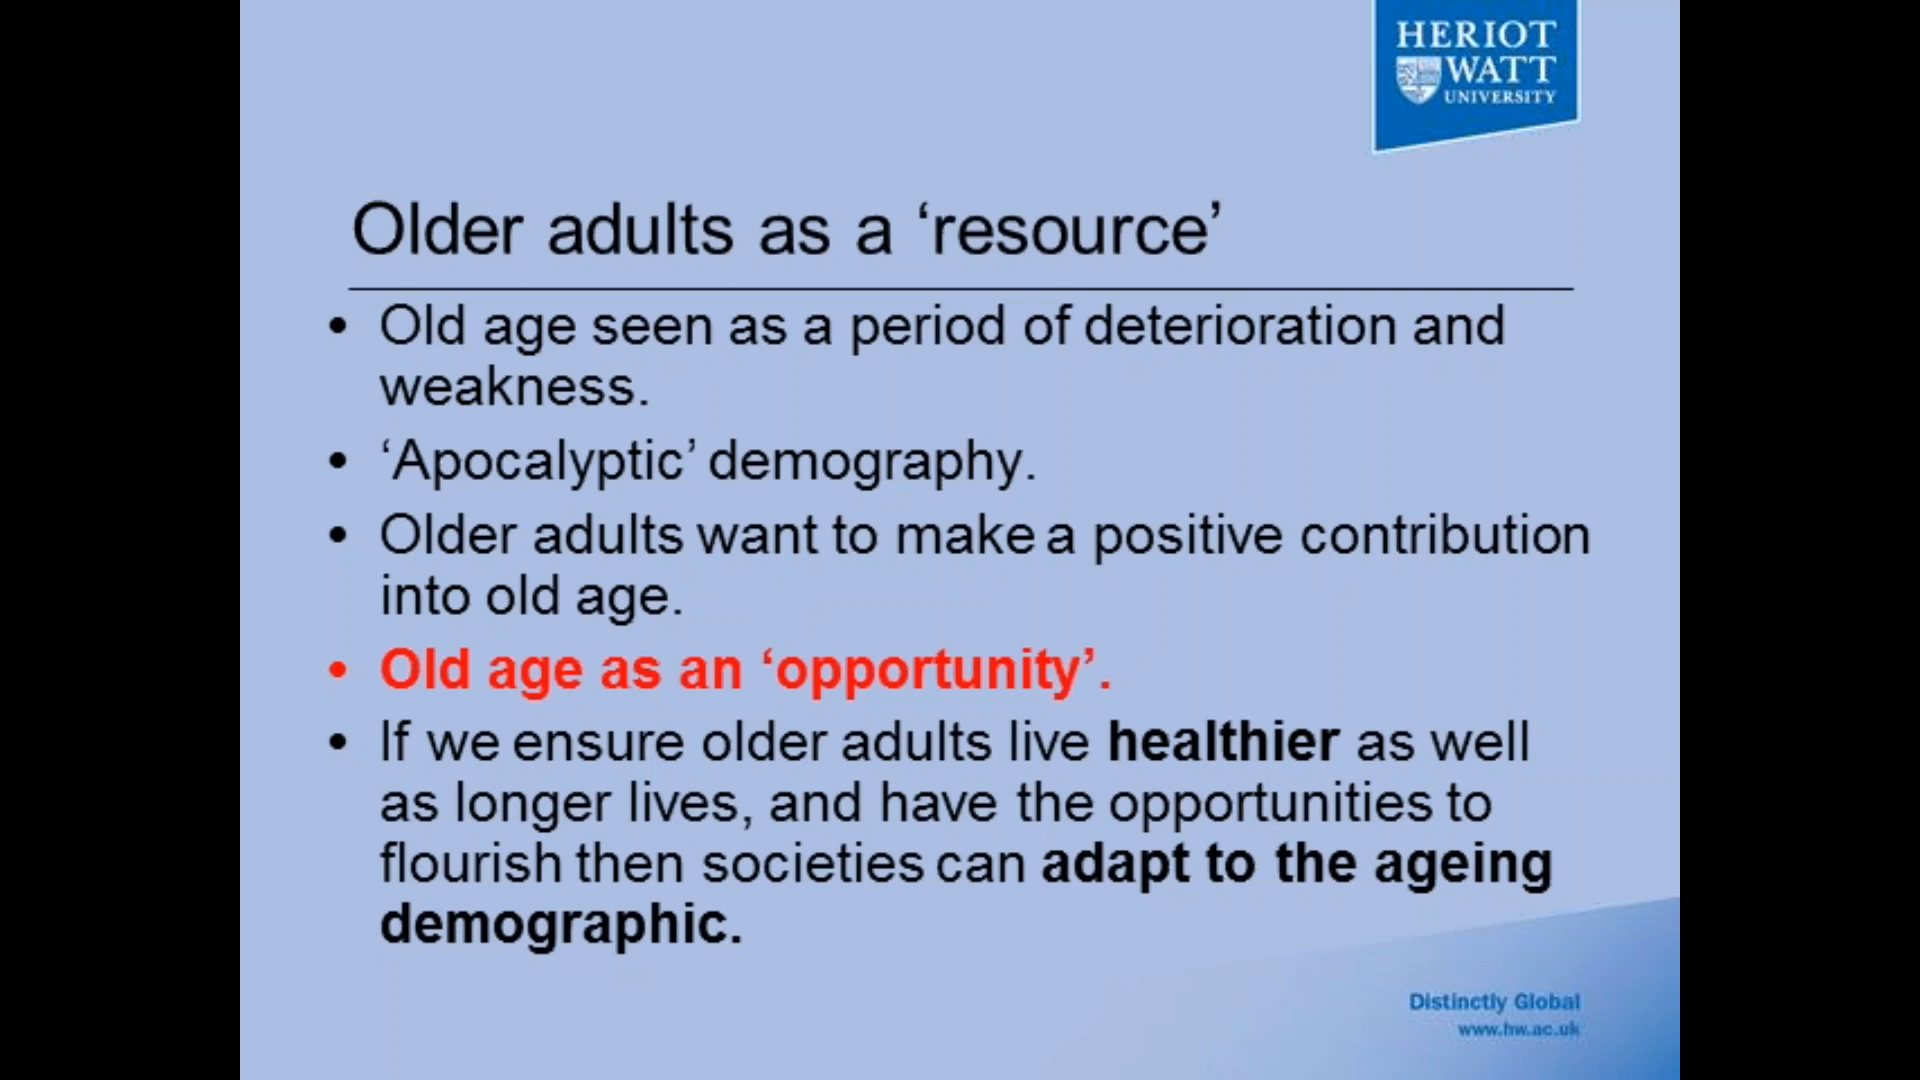 HERIOT
WATT
UNIVERSITY
Older adults as a ‘resource’
• Old age seen as a period of deterioration and
weakness.
• ‘Apocalyptic’ demography.
• Older adults want to make a positive contribution
into old age.
• Old age as an ‘opportunity’.
• If we ensure older adults live healthier as well
as longer lives, and have the opportunities to
flourish then societies can adapt to the ageing
demographic.
Distinctly Global
www.hw.ac.uk